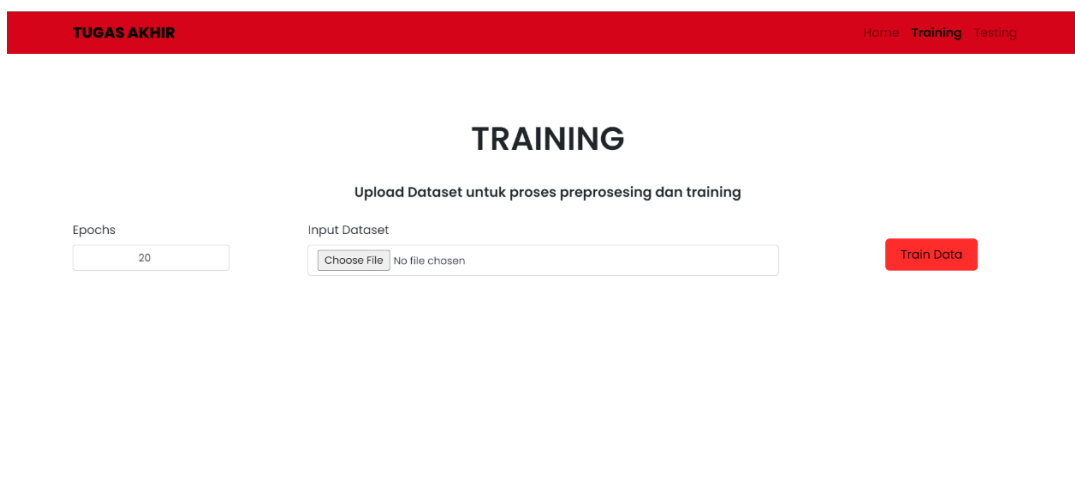 TUGAS AKHIR
Home Training Testing
TRAINING
Upload Dataset untuk proses preprosesing dan training
Epochs
20
Input Dataset
Choose File No file chosen
Train Data